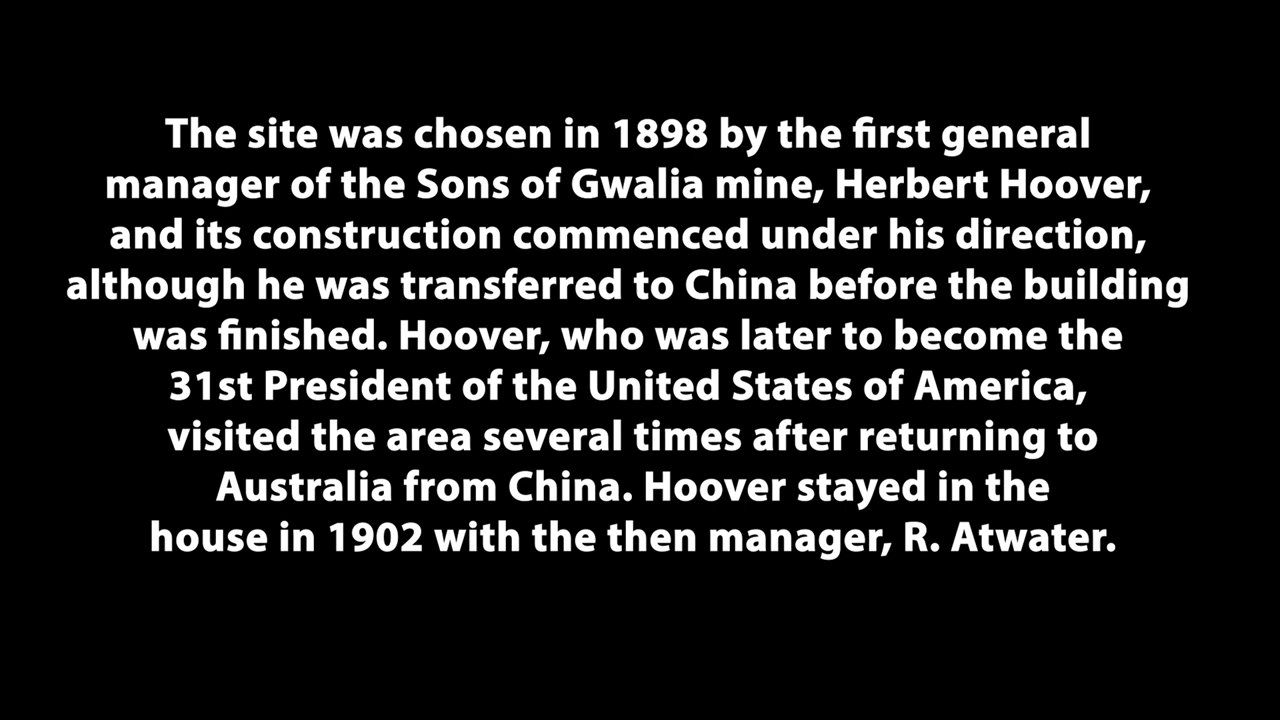 The site was chosen in 1898 by the first general
manager of the Sons of Gwalia mine, Herbert Hoover,
and its construction commenced under his direction,
although he was transferred to China before the building
was finished. Hoover, who was later to become the
31st President of the United States of America,
visited the area several times after returning to
Australia from China. Hoover stayed in the
house in 1902 with the then manager, R. Atwater.